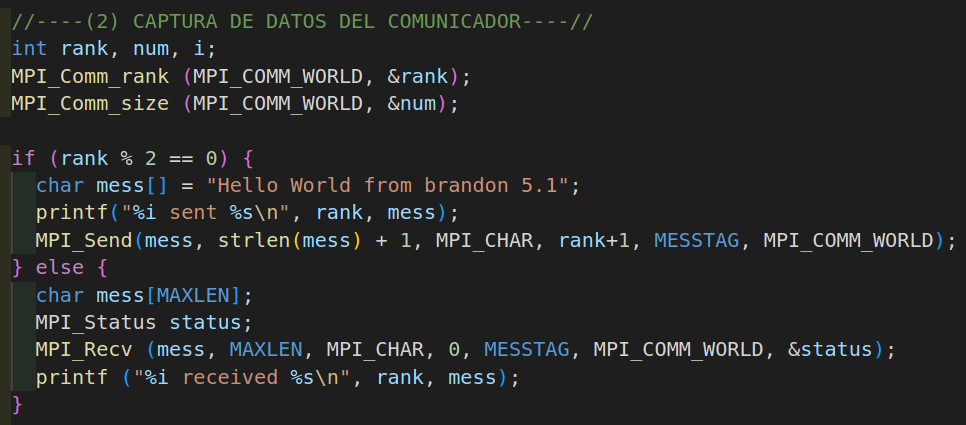 //----(2) CAPTURA DE DATOS DEL COMUNICADOR----//
int rank, num, i;
MPI_Comm_rank (MPI_COMM_WORLD, &rank);
MPI_Comm_size (MPI_COMM_WORLD, &num);

if (rank % 2 == 0) {
  char mess[] = "Hello World from brandon 5.1";
  printf("%i sent %s\n", rank, mess);
  MPI_Send(mess, strlen(mess) + 1, MPI_CHAR, rank+1, MESSTAG, MPI_COMM_WORLD);
} else {
  char mess[MAXLEN];
  MPI_Status status;
  MPI_Recv (mess, MAXLEN, MPI_CHAR, 0, MESSTAG, MPI_COMM_WORLD, &status);
  printf ("%i received %s\n", rank, mess);
}